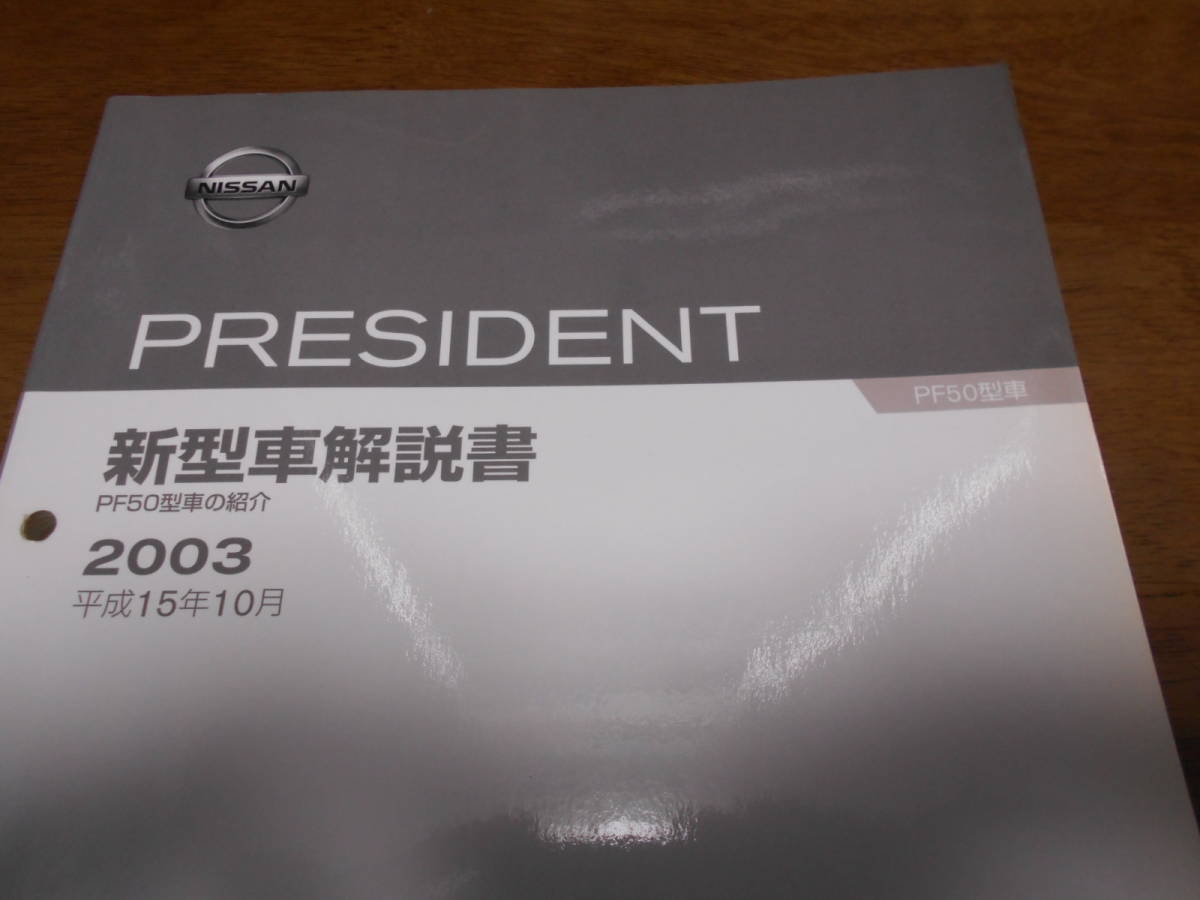 NISSAN
PRESIDENT
PF50型車
新型車解説書
PF50型車の紹介
2003
平成15年10月